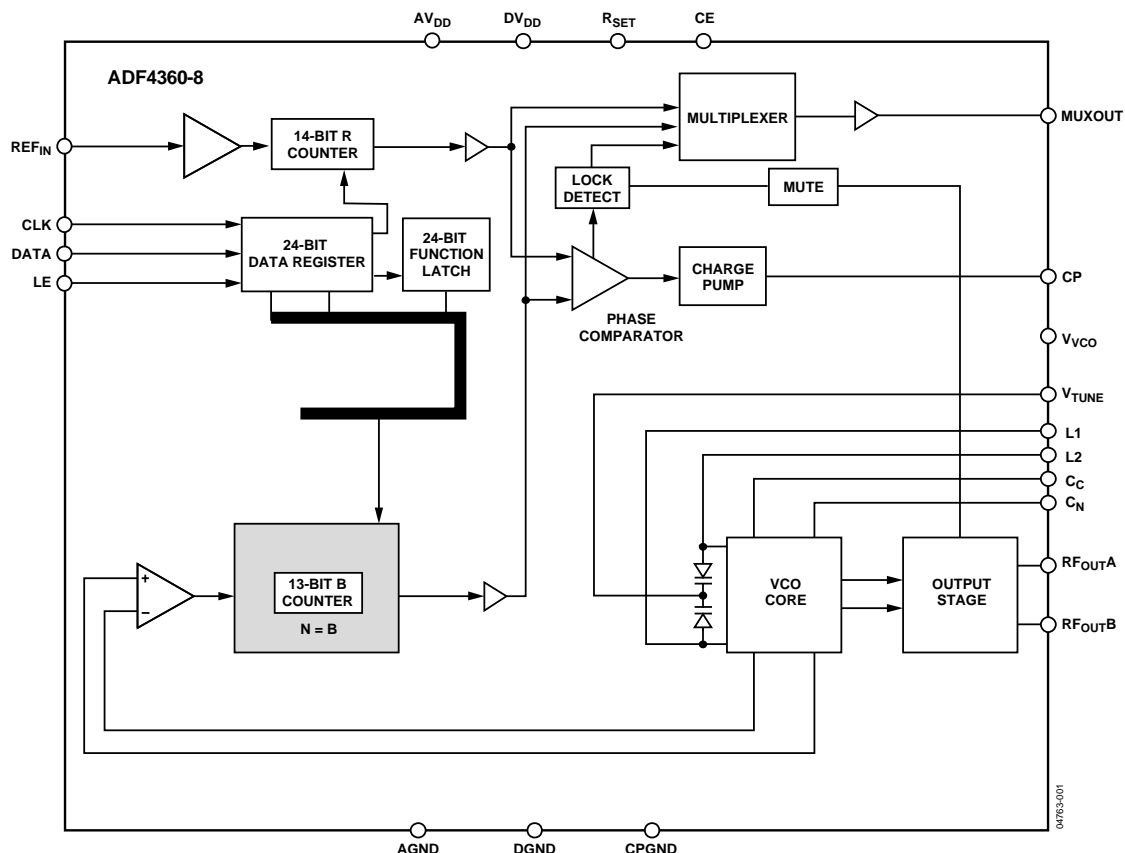 AVDD
DVDD
RSET
CE
ADF4360-8
REFIN
14-BIT R
COUNTER
MULTIPLEXER
MUXOUT
LOCK
DETECT
MUTE
CLK
DATA
LE
24-BIT
DATA REGISTER
24-BIT
FUNCTION
LATCH
CHARGE
PUMP
CP
PHASE
COMPARATOR
VVCO
VTUNE
L1
L2
CC
CN
+
−
13-BIT B
COUNTER
N = B
VCO
CORE
OUTPUT
STAGE
RFOUTA
RFOUTB
AGND
DGND
CPGND
04763-001